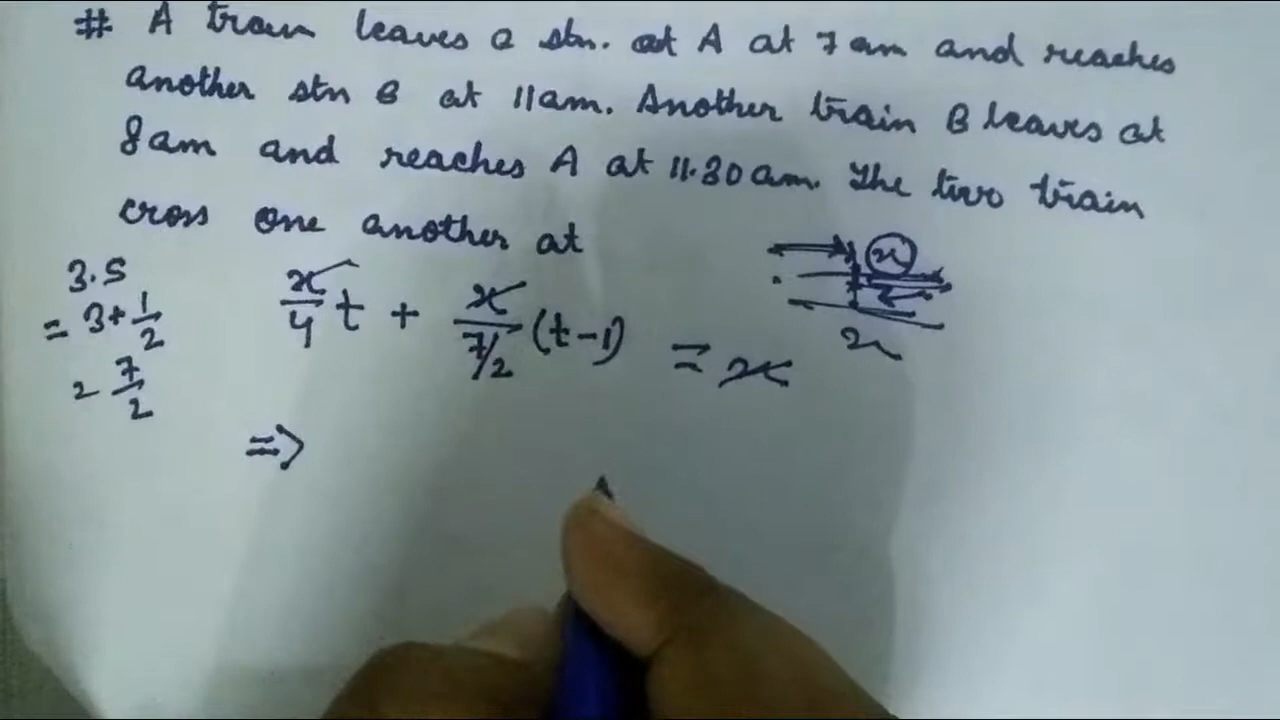 # A train leaves a stn. at A at 7 am and reaches
another stn B at 11am. Another train B leaves at
8am and reaches A at 11.30 am. The two train
cross one another at
3.5
= 3+1/2
= 7/2
x/4 t + x/7/2 (t-1) = x
=>
x
x